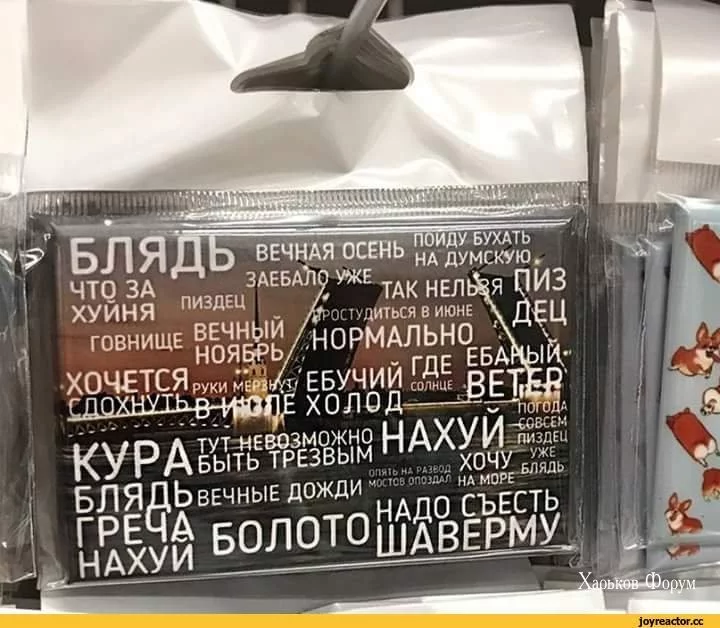 БЛЯДЬ
ВЕЧНАЯ ОСЕНЬ
ПОЙДУ БУХАТЬ
НА ДУМСКУЮ
ЧТО ЗА
ХУЙНЯ
ПИЗДЕЦ
ЗАЕБАЛО УЖЕ
ТАК НЕЛЬЗЯ
ПИЗ
ДЕЦ
ПРОСТУДИТЬСЯ В ИЮНЕ
ГОВНИЩЕ
ВЕЧНЫЙ
НОЯБРЬ
НОРМАЛЬНО
ХОЧЕТСЯ
СДОХНУТЬ
РУКИ МЕРЗНУТ
В ИЮЛЕ
ЕБУЧИЙ
ХОЛОД
ГДЕ
СОЛНЦЕ
ЕБАНЫЙ
ВЕТЕР
КУРА
ТУТ НЕВОЗМОЖНО
БЫТЬ ТРЕЗВЫМ
НАХУЙ
ПОГОДА
СОВСЕМ
ПИЗДЕЦ
УЖЕ
БЛЯДЬ
БЛЯДЬ
ВЕЧНЫЕ ДОЖДИ
ОПЯТЬ НА РАЗВОД
МОСТОВ ОПОЗДАЛ
ХОЧУ
НА МОРЕ
ГРЕЧА
НАХУЙ
БОЛОТО
НАДО СЪЕСТЬ
ШАВЕРМУ
Харьков Форум
joyreactor.cc